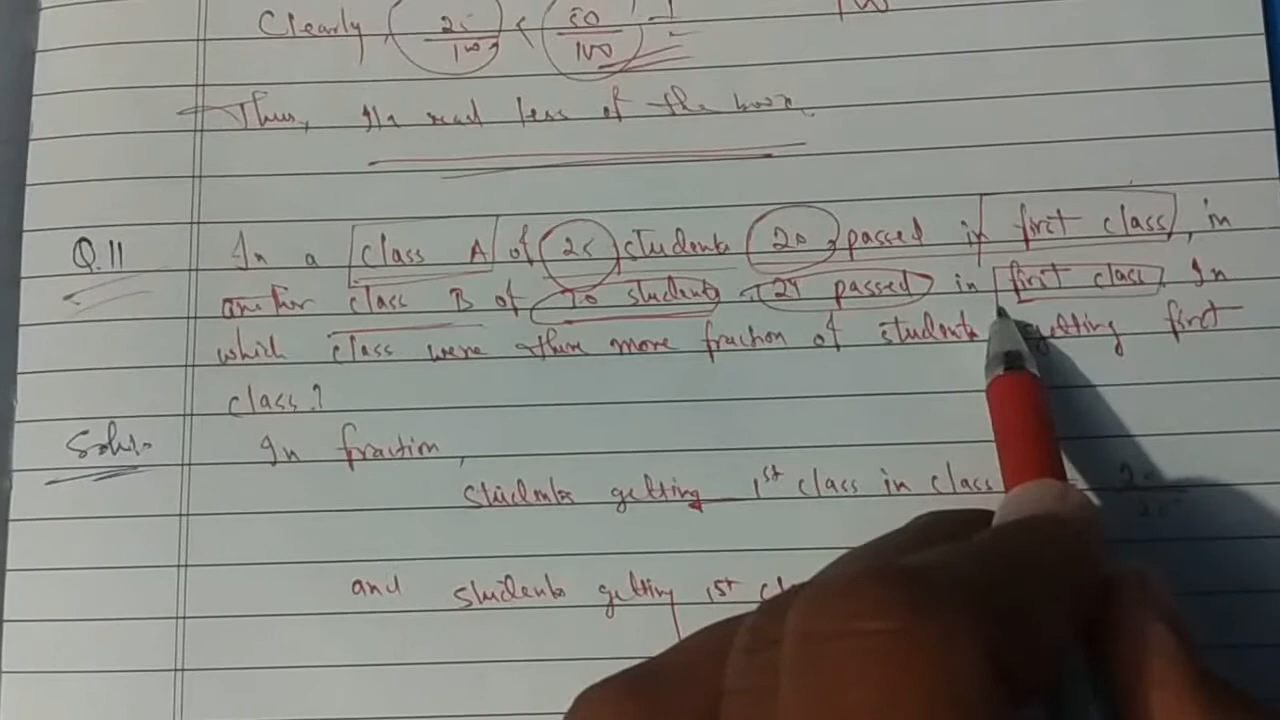 Clearly, 25/100 < 50/100
Thus, Ila read less of the book.
Q.11 In a class A of 25 students 20 passed in first class, in
another class B of 30 students 24 passed in first class. In
which class were there more fraction of students getting first
class?
Soln. In fraction,
students getting 1st class in class 20/25
and students getting 1st